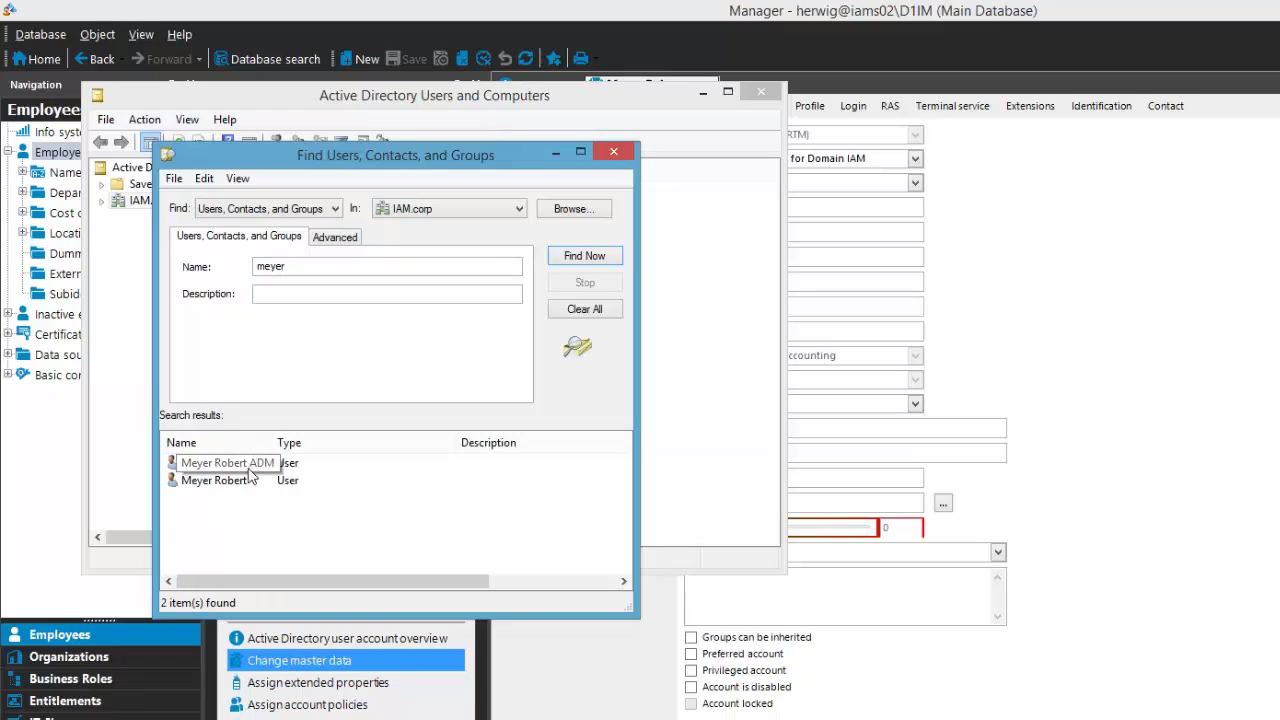 Manager - herwig@iams02\D1IM (Main Database)
Database Object View Help
Home Back Forward Database search New Save
Navigation
Employees
Info syst
Employe
Name
Depar
Cost c
Locati
Dumm
Extern
Subid
Inactive e
Certificat
Data sou
Basic con
Active Directory Users and Computers
File Action View Help
Active D
Save
IAM.
Find Users, Contacts, and Groups
File Edit View
Find: Users, Contacts, and Groups In: IAM.corp Browse...
Users, Contacts, and Groups Advanced
Name: meyer
Description:
Find Now
Stop
Clear All
Search results:
Name Type Description
Meyer Robert ADM User
Meyer Robert User
2 item(s) found
Profile Login RAS Terminal service Extensions Identification Contact
RTM)
for Domain IAM
ccounting
...
0
Groups can be inherited
Preferred account
Privileged account
Account is disabled
Account locked
Employees
Organizations
Business Roles
Entitlements
Active Directory user account overview
Change master data
Assign extended properties
Assign account policies